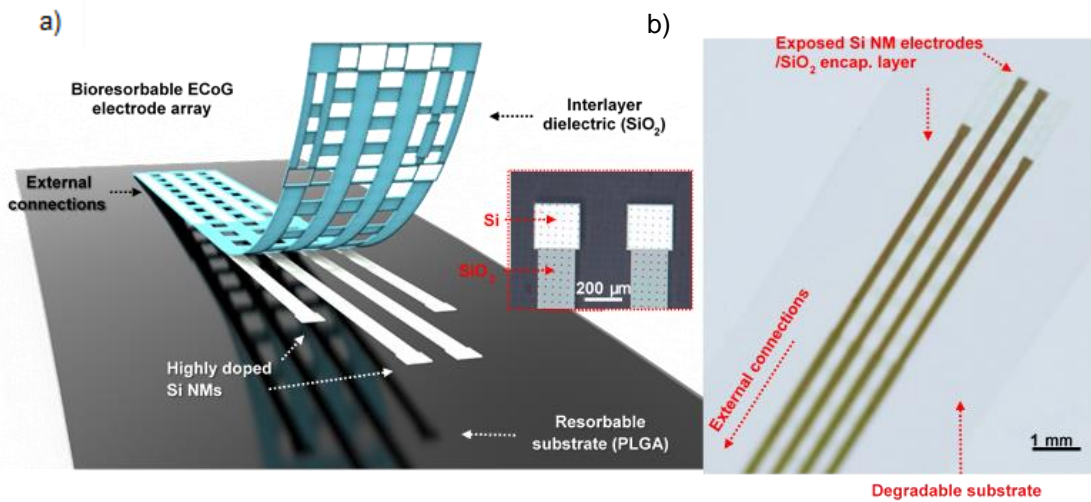 a)
Bioresorbable ECoG
electrode array
Interlayer
dielectric (SiO₂)
External
connections
Si
SiO₂
200 µm
Highly doped
Si NMs
Resorbable
substrate (PLGA)
b)
Exposed Si NM electrodes
/SiO₂ encap. layer
External connections
1 mm
Degradable substrate